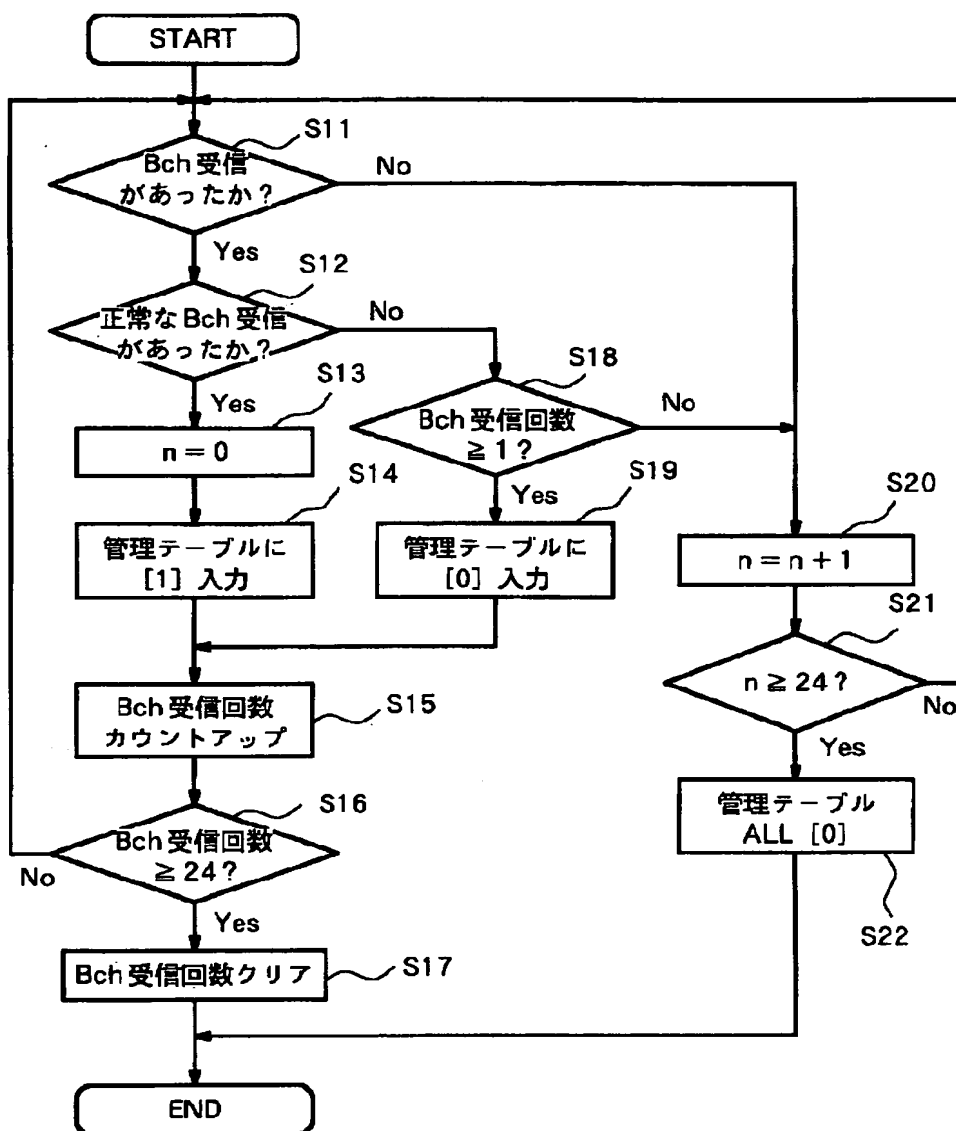 START
S11
Bch 受信
があったか?
No
Yes
S12
正常な Bch 受信
があったか?
No
Yes
S13
n = 0
S18
Bch 受信回数
≧ 1 ?
No
Yes
S14
管理テーブルに
[1] 入力
S19
管理テーブルに
[0] 入力
S20
n = n + 1
S21
n ≧ 24 ?
No
Yes
S15
Bch 受信回数
カウントアップ
S16
Bch 受信回数
≧ 24 ?
No
Yes
管理テーブル
ALL [0]
S22
S17
Bch 受信回数クリア
END